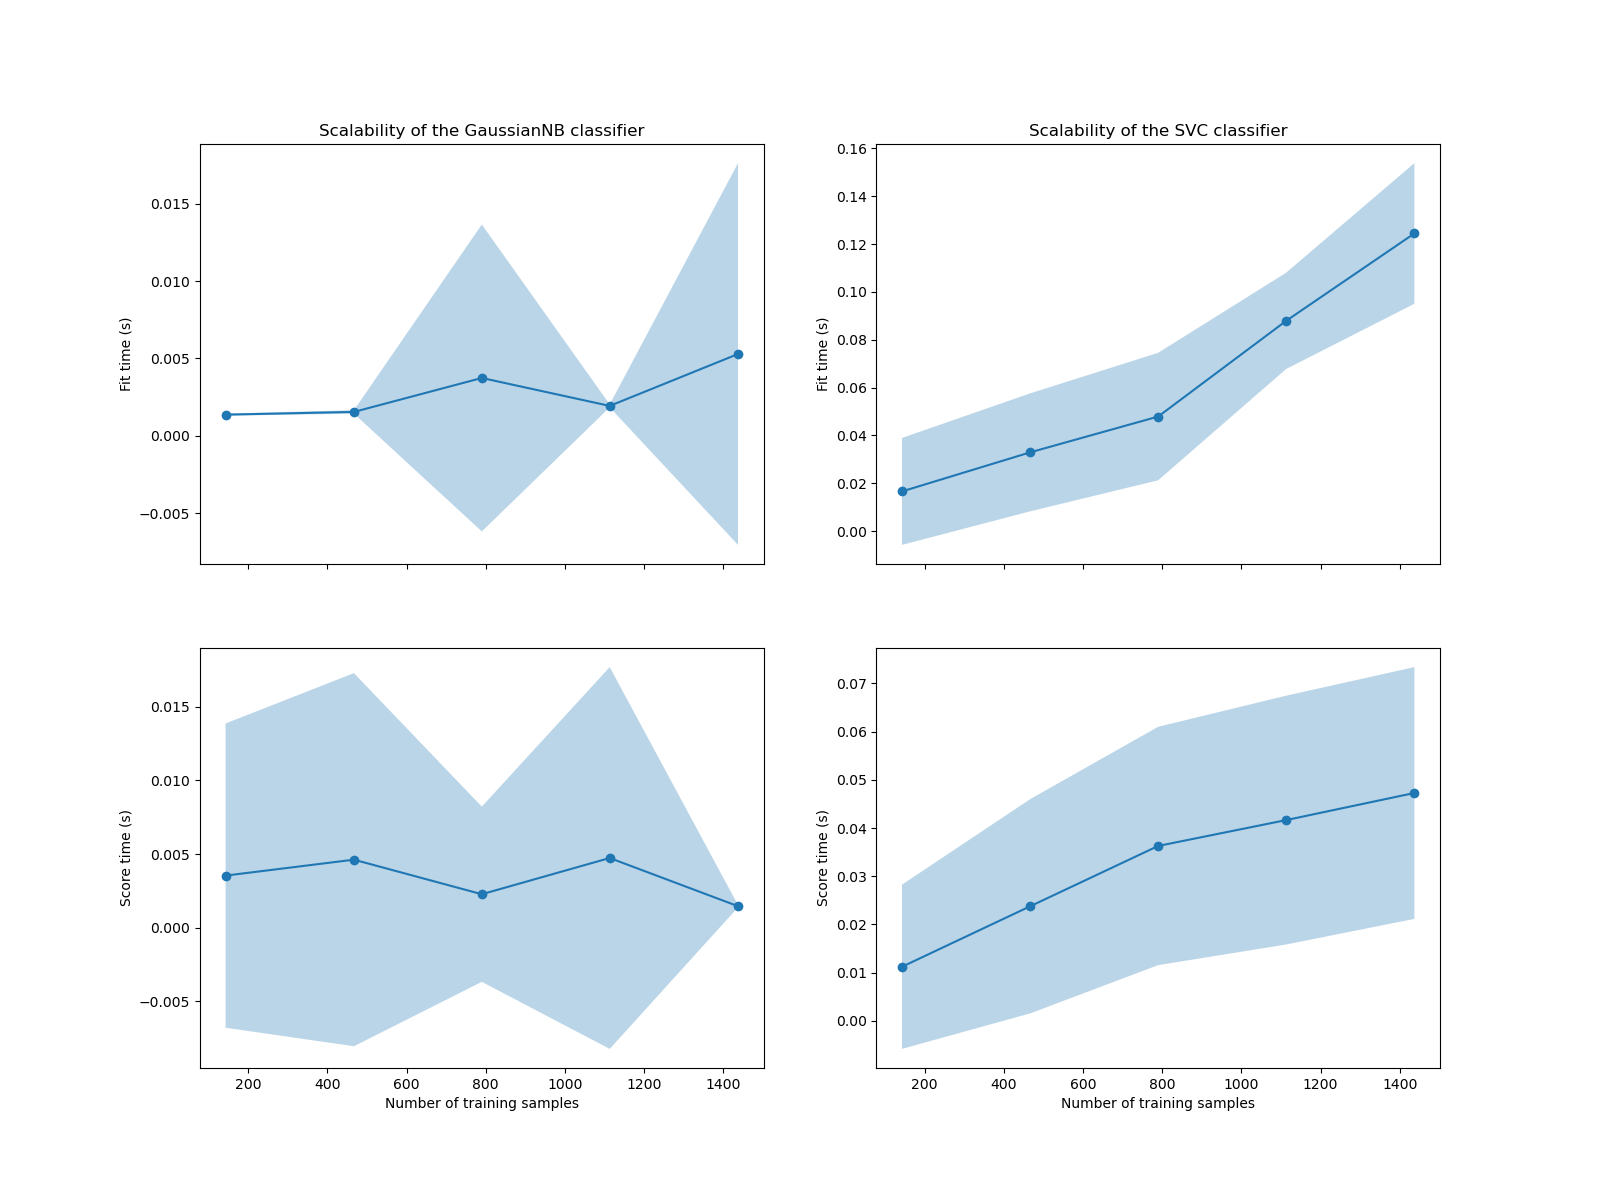 Scalability of the GaussianNB classifier
0.015
0.010
0.005
0.000
−0.005
Fit time (s)
Scalability of the SVC classifier
0.16
0.14
0.12
0.10
0.08
0.06
0.04
0.02
0.00
Fit time (s)
0.015
0.010
0.005
0.000
−0.005
Score time (s)
200 400 600 800 1000 1200 1400
Number of training samples
0.07
0.06
0.05
0.04
0.03
0.02
0.01
0.00
Score time (s)
200 400 600 800 1000 1200 1400
Number of training samples